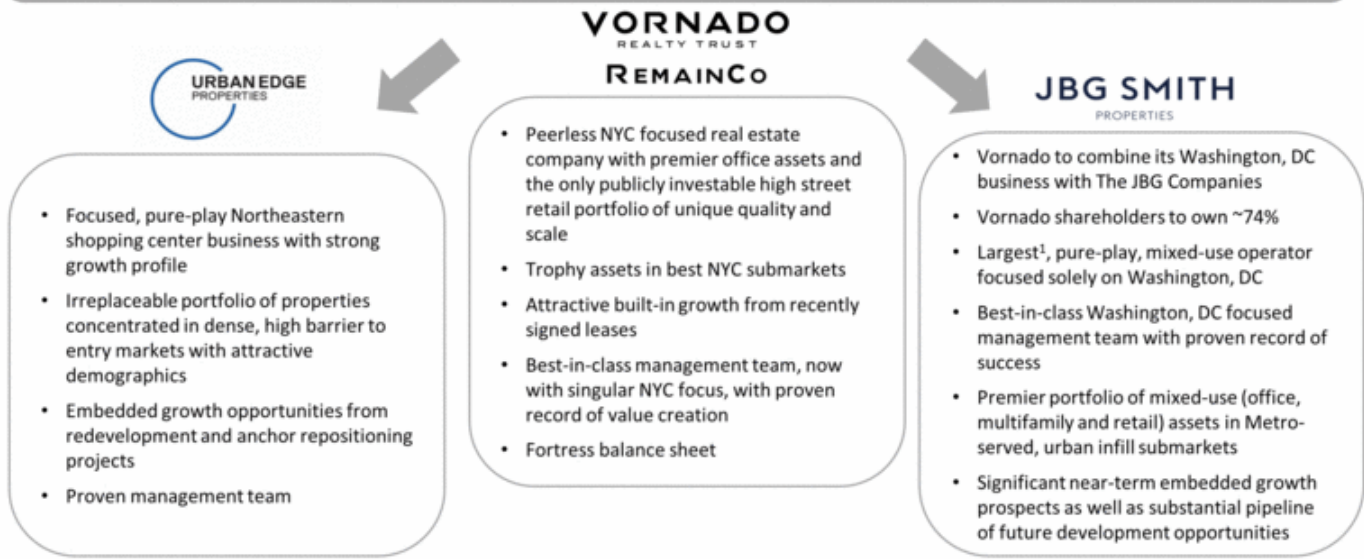 VORNADO
REALTY TRUST
REMAINCO
URBAN EDGE
PROPERTIES
• Focused, pure-play Northeastern
shopping center business with strong
growth profile
• Irreplaceable portfolio of properties
concentrated in dense, high barrier to
entry markets with attractive
demographics
• Embedded growth opportunities from
redevelopment and anchor repositioning
projects
• Proven management team
• Peerless NYC focused real estate
company with premier office assets and
the only publicly investable high street
retail portfolio of unique quality and
scale
• Trophy assets in best NYC submarkets
• Attractive built-in growth from recently
signed leases
• Best-in-class management team, now
with singular NYC focus, with proven
record of value creation
• Fortress balance sheet
JBG SMITH
PROPERTIES
• Vornado to combine its Washington, DC
business with The JBG Companies
• Vornado shareholders to own ~74%
• Largest¹, pure-play, mixed-use operator
focused solely on Washington, DC
• Best-in-class Washington, DC focused
management team with proven record of
success
• Premier portfolio of mixed-use (office,
multifamily and retail) assets in Metro-
served, urban infill submarkets
• Significant near-term embedded growth
prospects as well as substantial pipeline
of future development opportunities